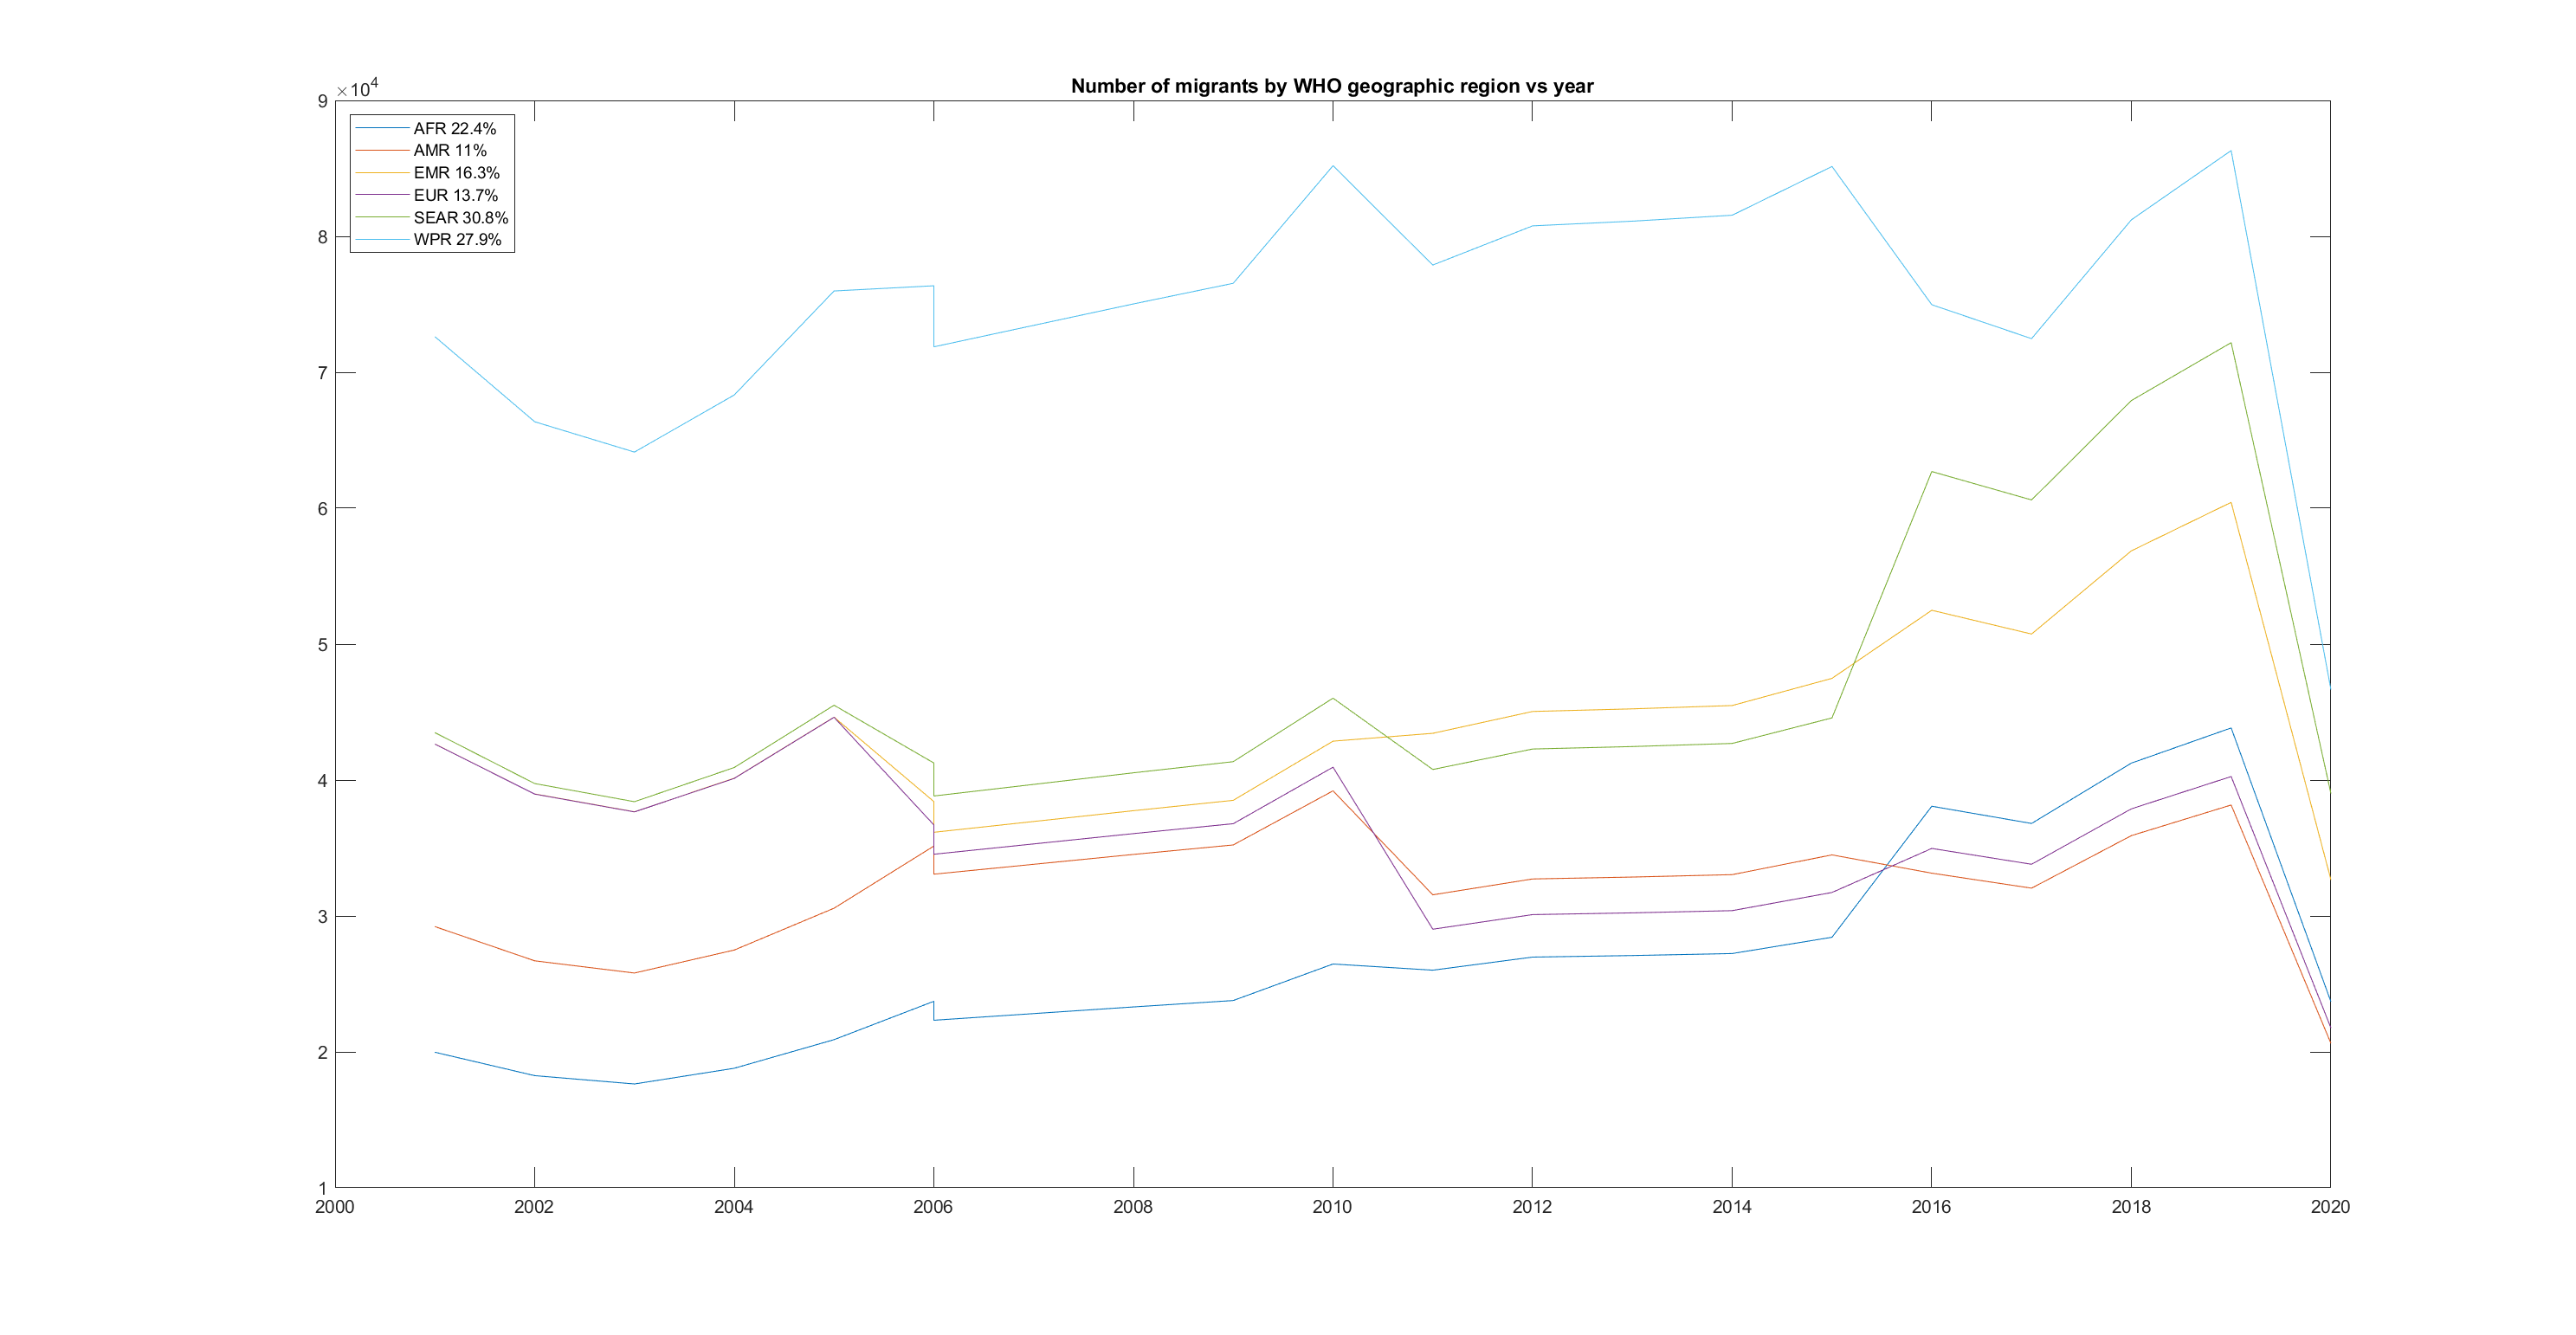 Number of migrants by WHO geographic region vs year
×10^4
AFR 22.4%
AMR 11%
EMR 16.3%
EUR 13.7%
SEAR 30.8%
WPR 27.9%
9
8
7
6
5
4
3
2
1
2000 2002 2004 2006 2008 2010 2012 2014 2016 2018 2020